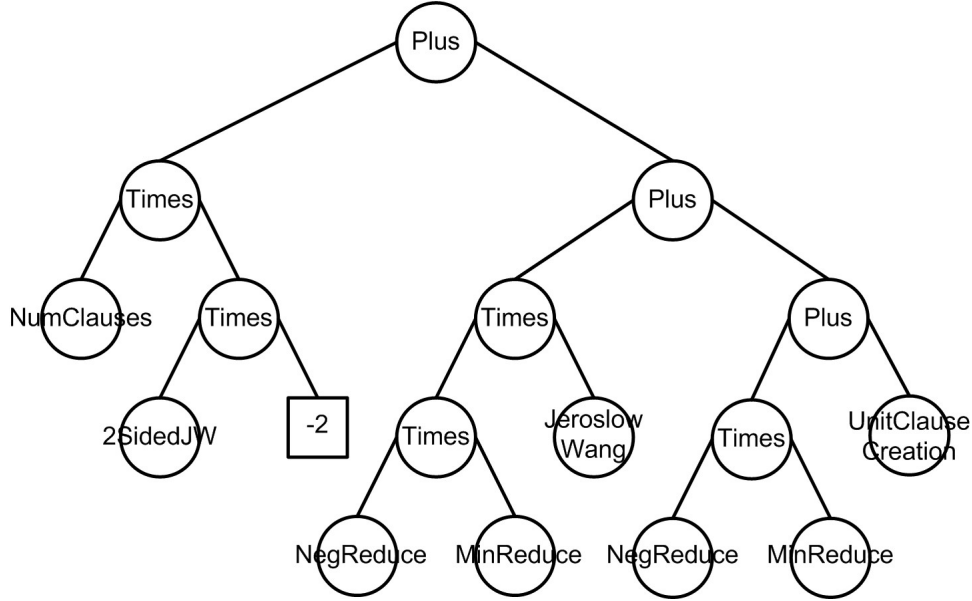 Plus
Times
Plus
NumClauses
Times
Times
Plus
2SidedJW
-2
Times
Jeroslow
Wang
Times
UnitClause
Creation
NegReduce
MinReduce
NegReduce
MinReduce